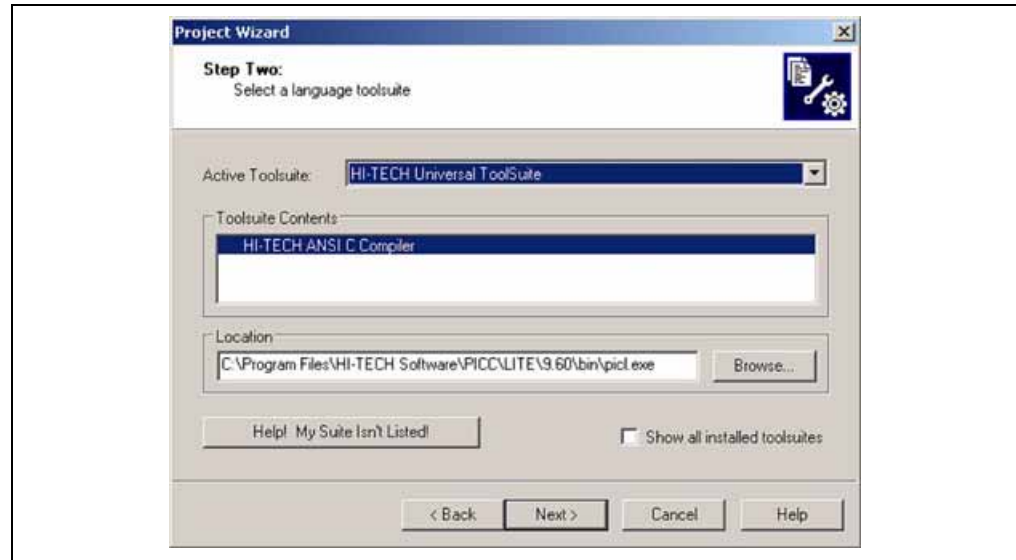 Project Wizard
Step Two:
Select a language toolsuite
Active Toolsuite: HI-TECH Universal ToolSuite
Toolsuite Contents
HI-TECH ANSI C Compiler
Location
C:\Program Files\HI-TECH Software\PICC\LITE\9.60\bin\picl.exe Browse...
Help! My Suite Isn't Listed! Show all installed toolsuites
< Back Next > Cancel Help